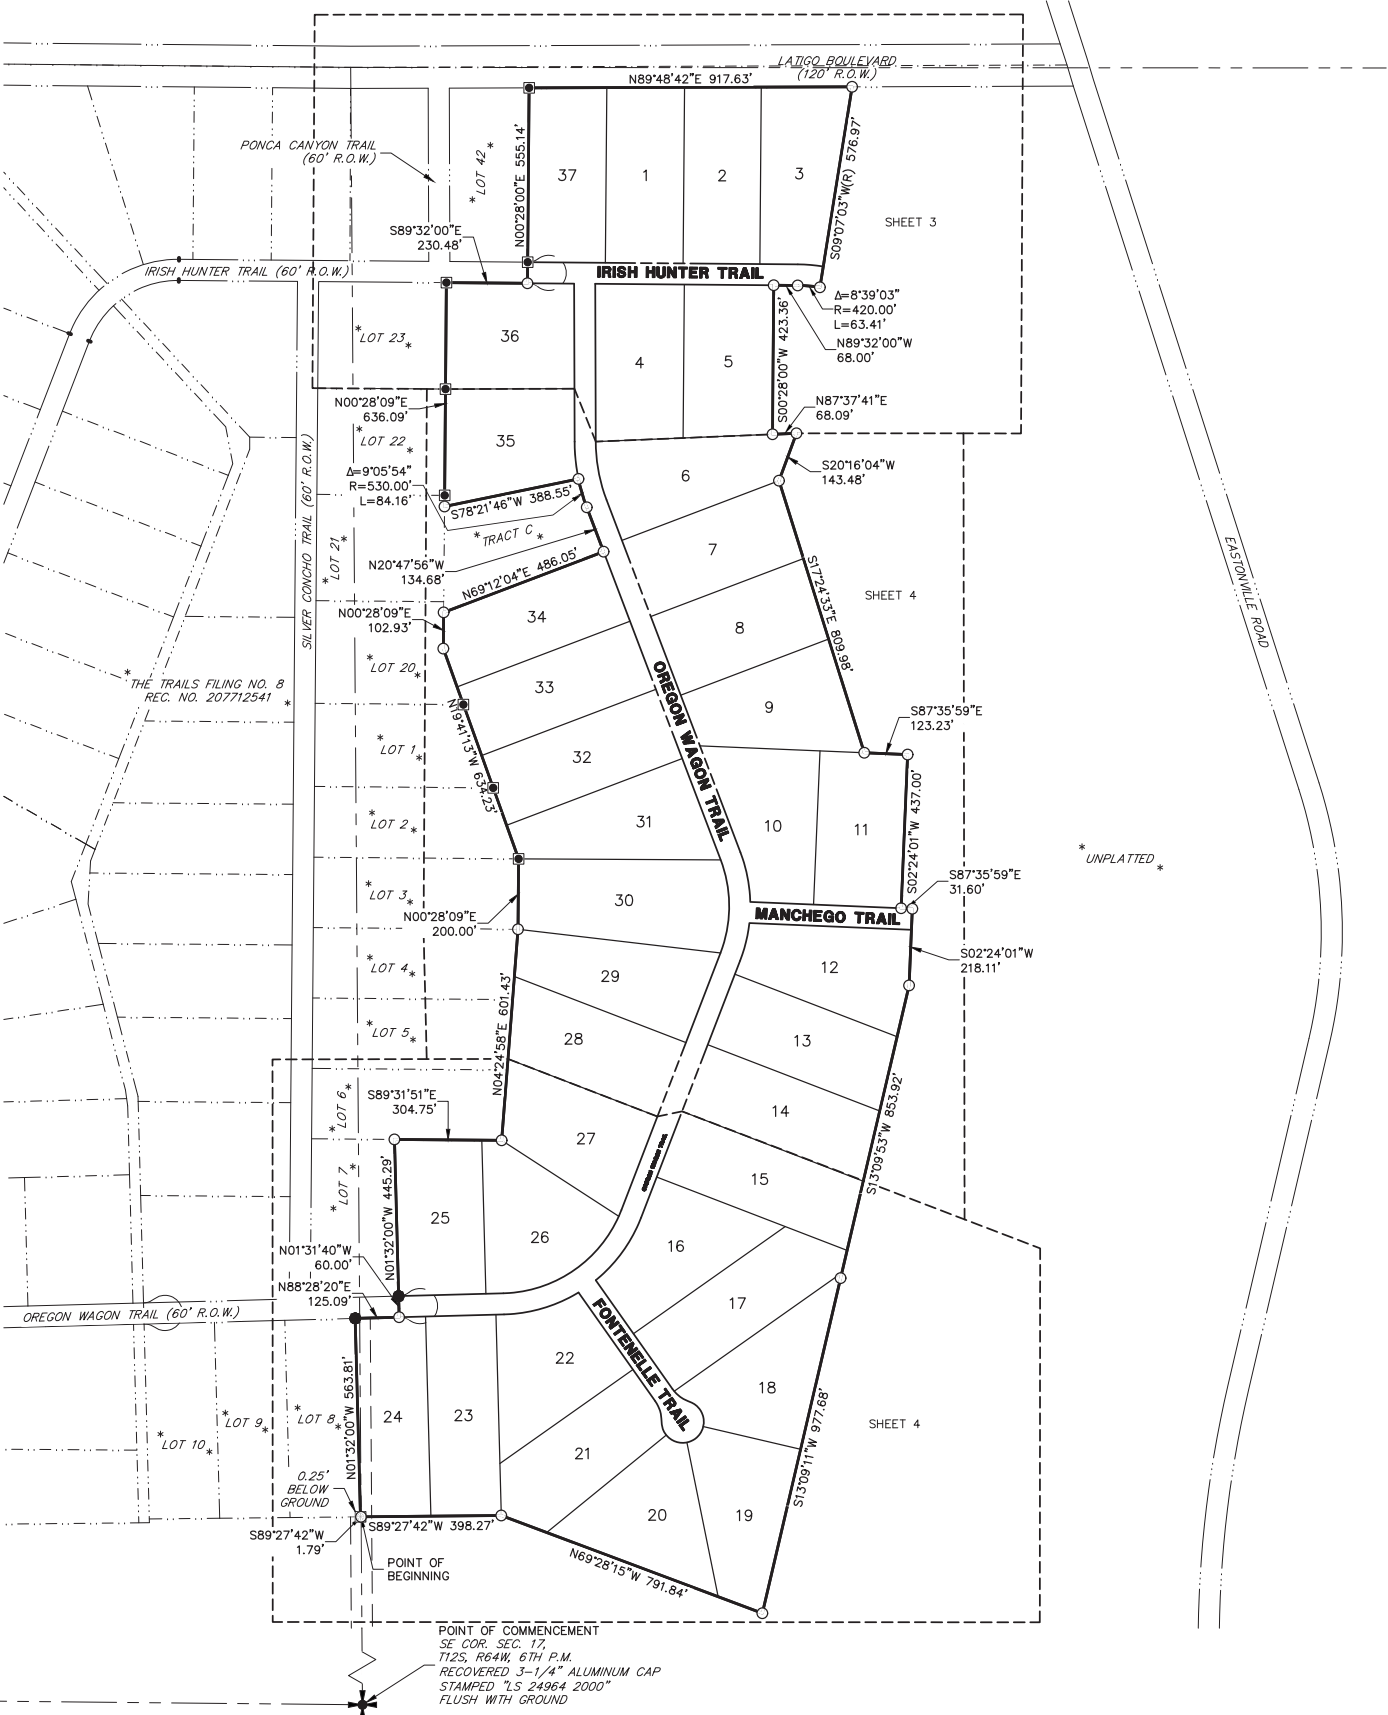 LATIGO BOULEVARD
(120' R.O.W.)
N89°48'42"E 917.63'
PONCA CANYON TRAIL
(60' R.O.W.)
* LOT 42 *
N00°28'00"E 555.14'
37
1
2
3
S09°07'03"W(R) 576.97'
SHEET 3
S89°32'00"E
230.48'
IRISH HUNTER TRAIL (60' R.O.W.)
IRISH HUNTER TRAIL
Δ=8°39'03"
R=420.00'
L=63.41'
N89°32'00"W
68.00'
* LOT 23 *
36
4
5
S00°28'00"W 423.36'
N00°28'09"E
636.09'
N87°37'41"E
68.09'
* LOT 22 *
35
S20°16'04"W
143.48'
6
Δ=9°05'54"
R=530.00'
L=84.16'
S78°21'46"W 388.55'
SILVER CONCHO TRAIL (60' R.O.W.)
* LOT 21 *
* TRACT C *
7
S17°24'33"E 809.98'
EASTONVILLE ROAD
N20°47'56"W
134.68'
N69°12'04"E 486.05'
SHEET 4
N00°28'09"E
102.93'
34
8
* LOT 20 *
* THE TRAILS FILING NO. 8
REC. NO. 207712541 *
33
OREGON WAGON TRAIL
9
S87°35'59"E
123.23'
N19°41'13"W 634.23'
* LOT 1 *
32
S02°24'01"W 437.00'
* LOT 2 *
31
10
11
* UNPLATTED *
S87°35'59"E
31.60'
* LOT 3 *
30
N00°28'09"E
200.00'
MANCHEGO TRAIL
S02°24'01"W
218.11'
* LOT 4 *
29
12
N04°24'58"E 601.43'
* LOT 5 *
28
13
S13°09'53"W 853.92'
* LOT 6 *
S89°31'51"E
304.75'
14
27
* LOT 7 *
N01°32'00"W 445.29'
OREGON WAGON TRAIL
15
25
26
16
N01°31'40"W
60.00'
N88°28'20"E
125.09'
OREGON WAGON TRAIL (60' R.O.W.)
17
FONTENELLE TRAIL
N01°32'00"W 563.81'
22
18
* LOT 10 *
* LOT 9 *
* LOT 8 *
24
23
SHEET 4
S13°09'11"W 977.68'
21
0.25'
BELOW
GROUND
20
19
S89°27'42"W
1.79'
S89°27'42"W 398.27'
POINT OF
BEGINNING
N69°28'15"W 791.84'
POINT OF COMMENCEMENT
SE COR. SEC. 17,
T12S, R64W, 6TH P.M.
RECOVERED 3-1/4" ALUMINUM CAP
STAMPED "LS 24964 2000"
FLUSH WITH GROUND